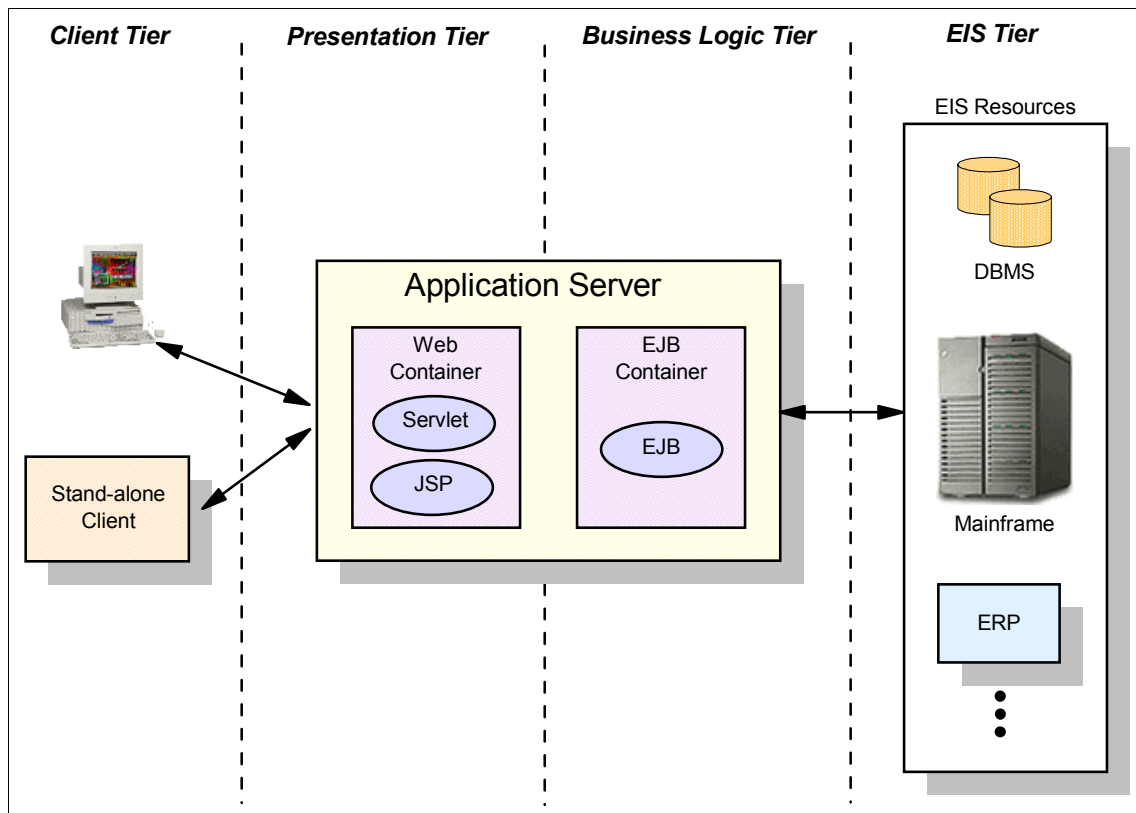 Client Tier
Presentation Tier
Business Logic Tier
EIS Tier
EIS Resources
DBMS
Application Server
Web
Container
Servlet
JSP
EJB
Container
EJB
Stand-alone
Client
Mainframe
ERP